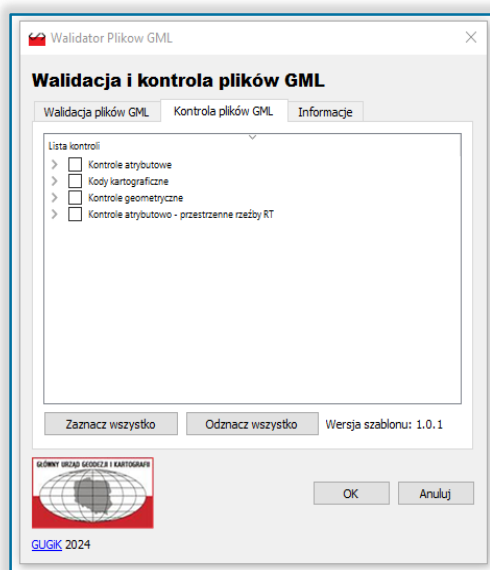 Walidator Plikow GML
Walidacja i kontrola plików GML
Walidacja plików GML Kontrola plików GML Informacje
Lista kontroli
Kontrole atrybutowe
Kody kartograficzne
Kontrole geometryczne
Kontrole atrybutowo - przestrzenne rzeźby RT
Zaznacz wszystko Odznacz wszystko Wersja szablonu: 1.0.1
GŁÓWNY URZĄD GEODEZJI I KARTOGRAFII
OK Anuluj
GUGiK 2024